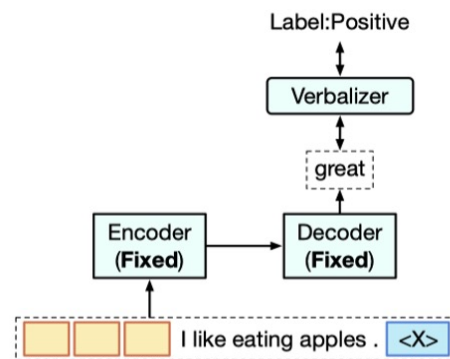 Label:Positive
Verbalizer
great
Encoder
(Fixed)
Decoder
(Fixed)
I like eating apples . <X>